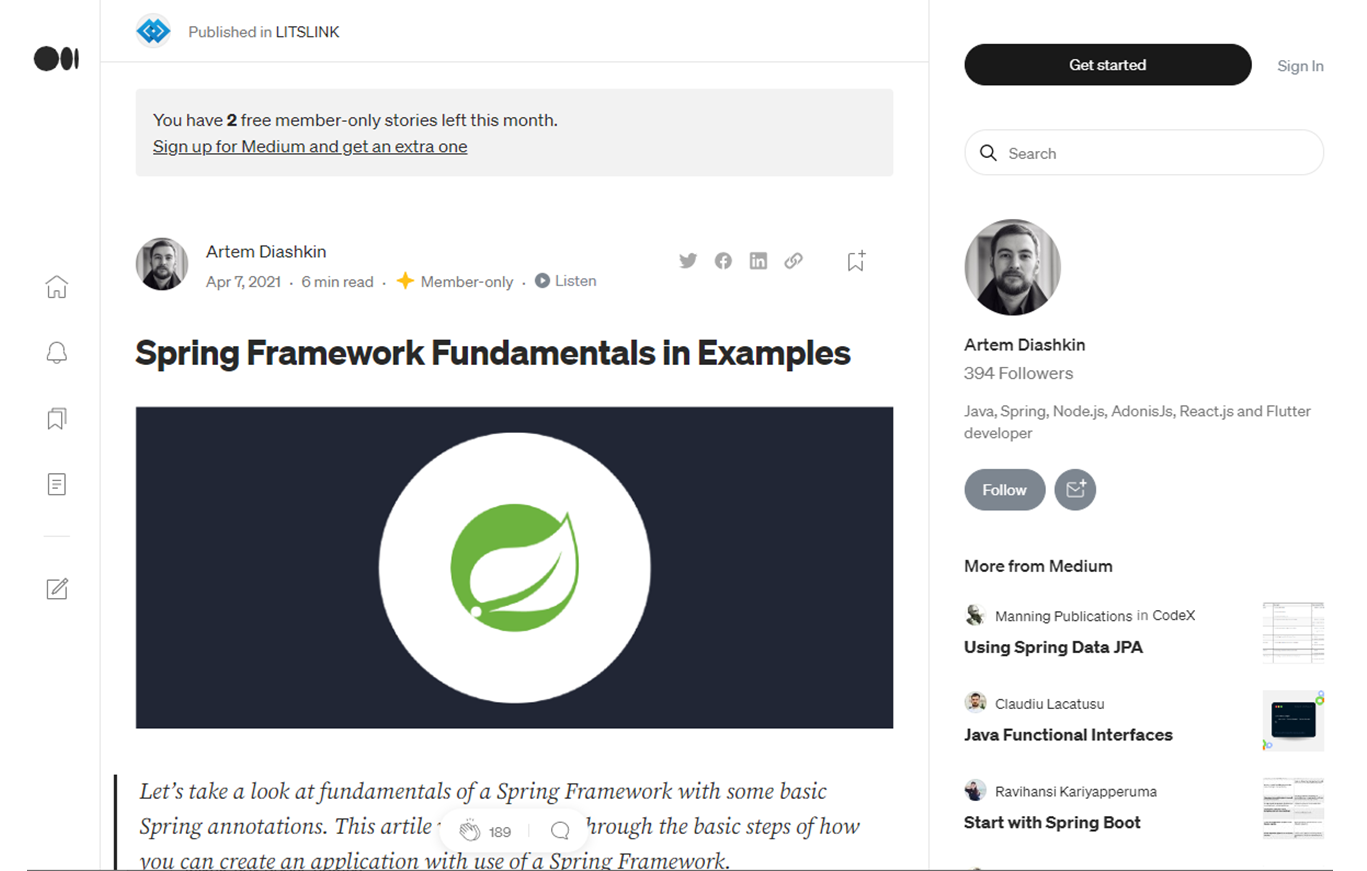 Published in LITSLINK
You have 2 free member-only stories left this month.
Sign up for Medium and get an extra one
Artem Diashkin
Apr 7, 2021 · 6 min read · Member-only · Listen
Spring Framework Fundamentals in Examples
Let’s take a look at fundamentals of a Spring Framework with some basic
Spring annotations. This artile hrough the basic steps of how
you can create an application with use of a Spring Framework.
189
Get started
Sign In
Search
Artem Diashkin
394 Followers
Java, Spring, Node.js, AdonisJs, React.js and Flutter
developer
Follow
More from Medium
Manning Publications in CodeX
Using Spring Data JPA
Claudiu Lacatusu
Java Functional Interfaces
Ravihansi Kariyapperuma
Start with Spring Boot